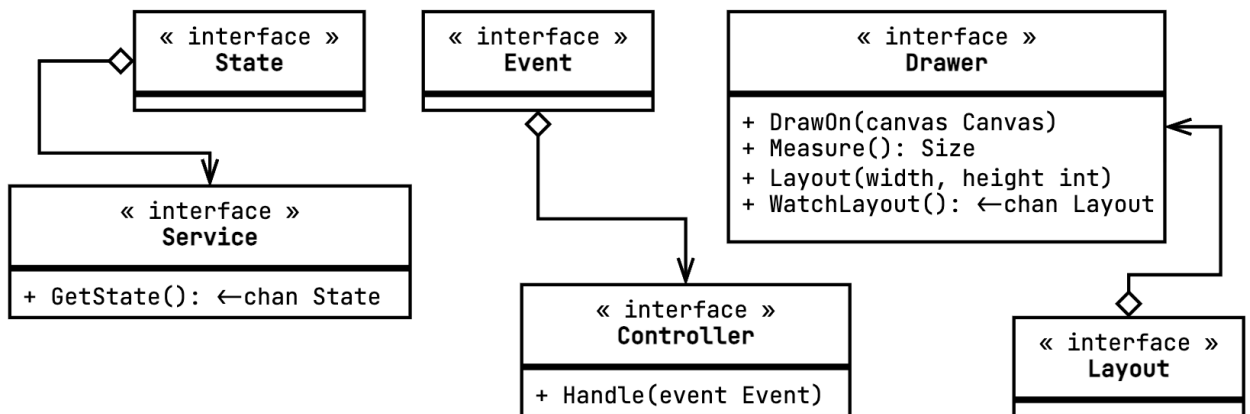 « interface »
State
« interface »
Event
« interface »
Drawer
+ DrawOn(canvas Canvas)
+ Measure(): Size
+ Layout(width, height int)
+ WatchLayout(): <-chan Layout
« interface »
Service
+ GetState(): <-chan State
« interface »
Controller
+ Handle(event Event)
« interface »
Layout